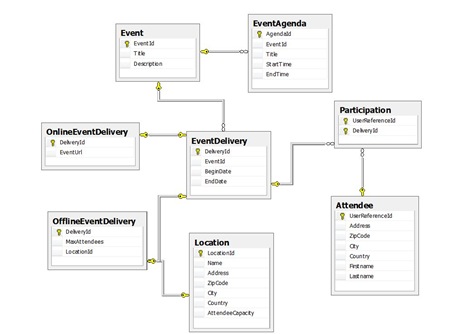 Event
EventId
Title
Description
EventAgenda
AgendaId
EventId
Title
StartTime
EndTime
OnlineEventDelivery
DeliveryId
EventUrl
EventDelivery
DeliveryId
EventId
BeginDate
EndDate
Participation
UserReferenceId
DeliveryId
OfflineEventDelivery
DeliveryId
MaxAttendees
LocationId
Location
LocationId
Name
Address
ZipCode
City
Country
AttendeeCapacity
Attendee
UserReferenceId
Address
ZipCode
City
Country
Firstname
Lastname